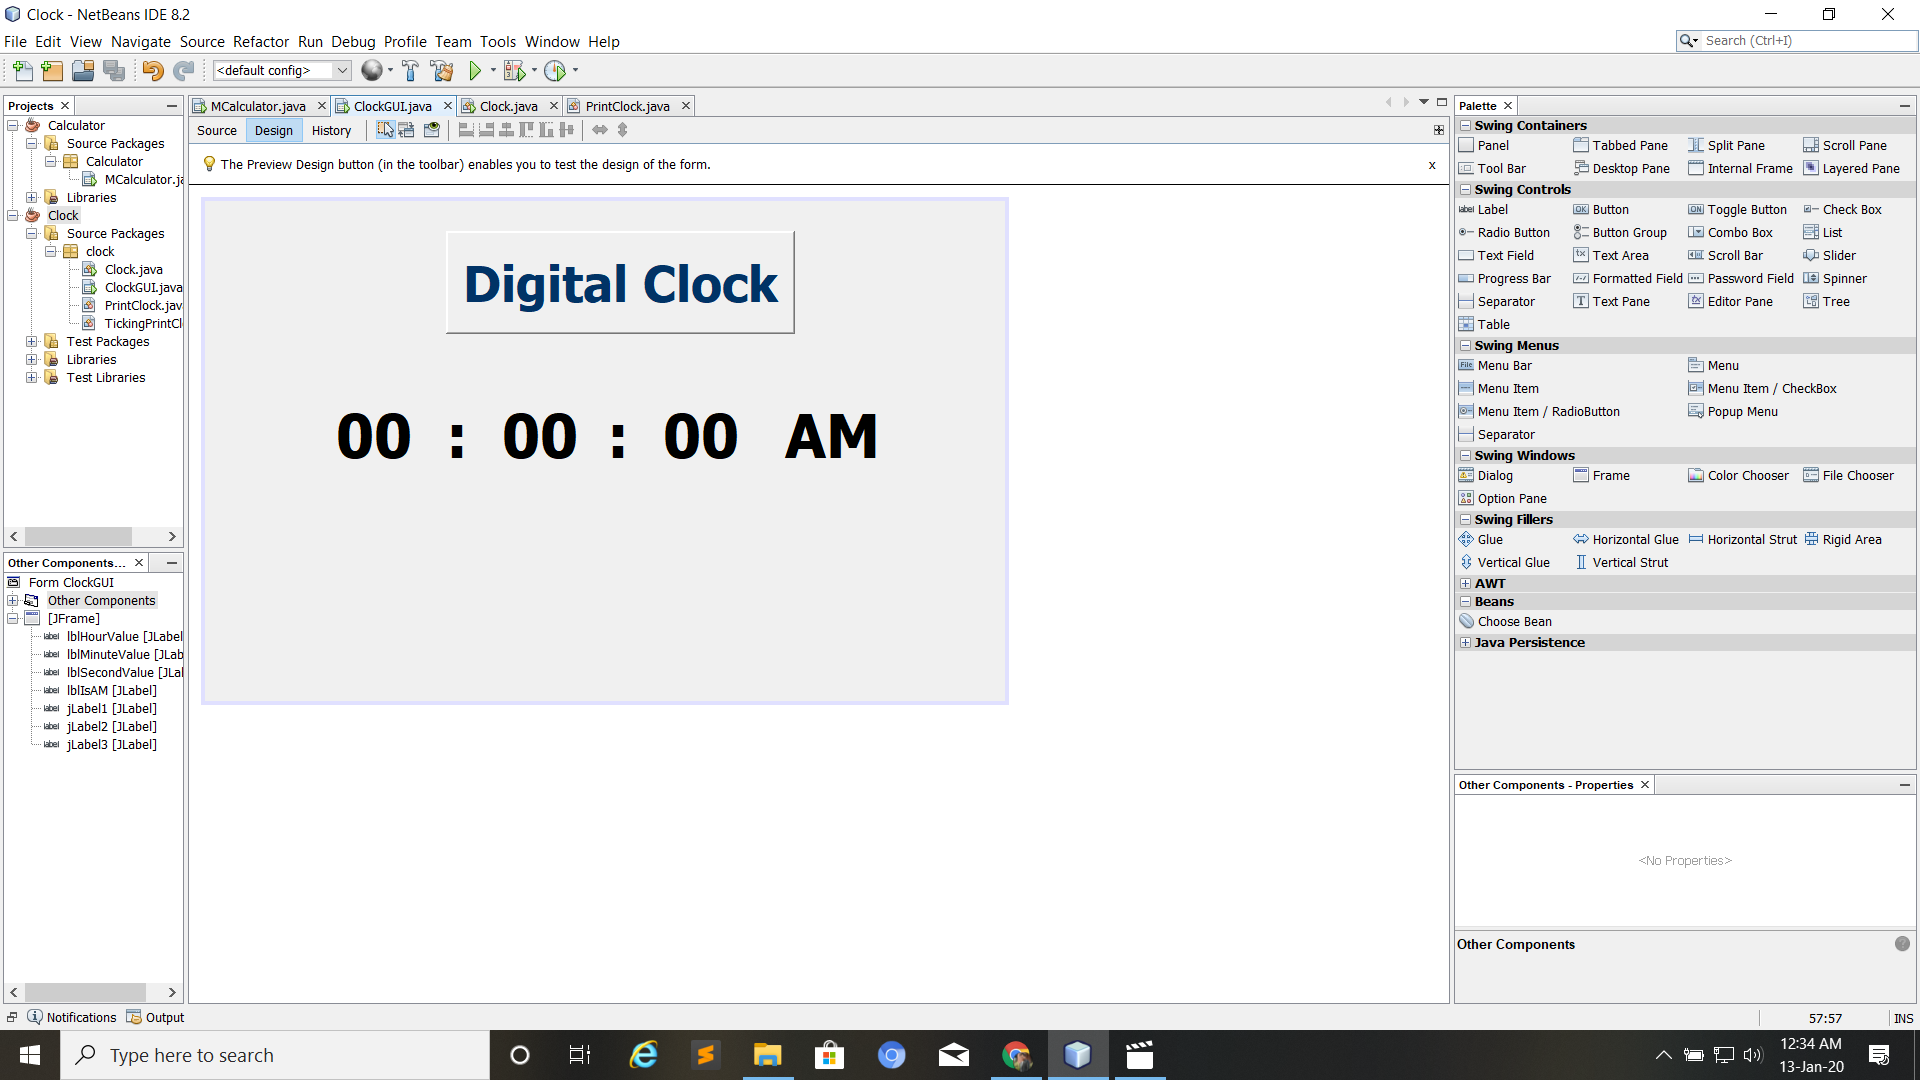 Clock - NetBeans IDE 8.2
File Edit View Navigate Source Refactor Run Debug Profile Team Tools Window Help
Search (Ctrl+I)
<default config>
Projects
Calculator
Source Packages
Calculator
MCalculator.ja
Libraries
Clock
Source Packages
clock
Clock.java
ClockGUI.java
PrintClock.jav
TickingPrintCl
Test Packages
Libraries
Test Libraries
Other Components...
Form ClockGUI
Other Components
[JFrame]
label lblHourValue [JLabel
label lblMinuteValue [JLab
label lblSecondValue [JLal
label lblIsAM [JLabel]
label jLabel1 [JLabel]
label jLabel2 [JLabel]
label jLabel3 [JLabel]
MCalculator.java ClockGUI.java Clock.java PrintClock.java
Source Design History
The Preview Design button (in the toolbar) enables you to test the design of the form.
x
Digital Clock
00 : 00 : 00 AM
Palette
Swing Containers
Panel Tabbed Pane Split Pane Scroll Pane
Tool Bar Desktop Pane Internal Frame Layered Pane
Swing Controls
label Label OK Button ON Toggle Button Check Box
Radio Button Button Group Combo Box List
Text Field Text Area Scroll Bar Slider
Progress Bar Formatted Field Password Field Spinner
Separator T Text Pane Editor Pane Tree
Table
Swing Menus
File Menu Bar Menu
Menu Item Menu Item / CheckBox
Menu Item / RadioButton Popup Menu
Separator
Swing Windows
Dialog Frame Color Chooser File Chooser
Option Pane
Swing Fillers
Glue Horizontal Glue Horizontal Strut Rigid Area
Vertical Glue Vertical Strut
AWT
Beans
Choose Bean
Java Persistence
Other Components - Properties
<No Properties>
Other Components
Notifications Output
57:57 INS
Type here to search
12:34 AM
13-Jan-20